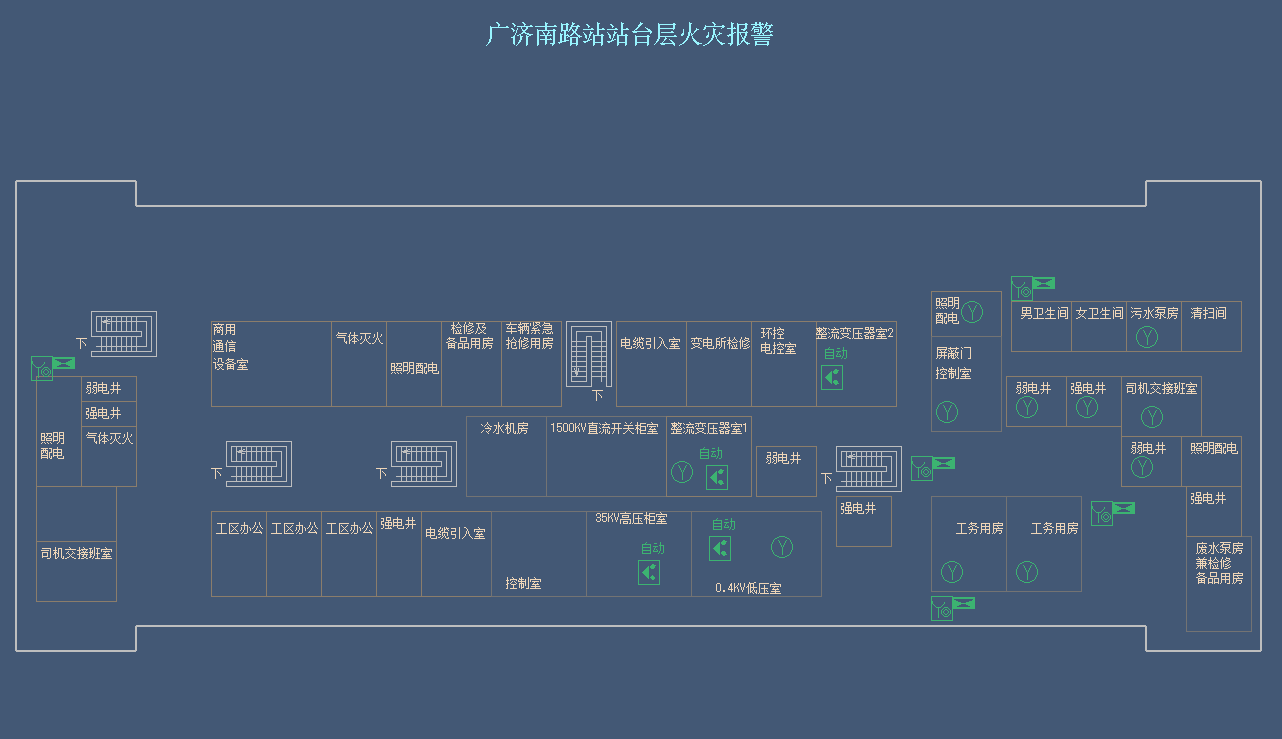 广济南路站站台层火灾报警
照明
配电
男卫生间
女卫生间
污水泵房
清扫间
下
商用
通信
设备室
气体灭火
照明配电
检修及
备品用房
车辆紧急
抢修用房
下
电缆引入室
变电所检修
环控
电控室
整流变压器室2
自动
屏蔽门
控制室
弱电井
强电井
气体灭火
照明
配电
弱电井
强电井
司机交接班室
冷水机房
1500KV直流开关柜室
整流变压器室1
自动
弱电井
下
下
下
弱电井
照明配电
强电井
强电井
司机交接班室
工区办公
工区办公
工区办公
强电井
电缆引入室
控制室
35KV高压柜室
自动
自动
0.4KV低压室
工务用房
工务用房
废水泵房
兼检修
备品用房